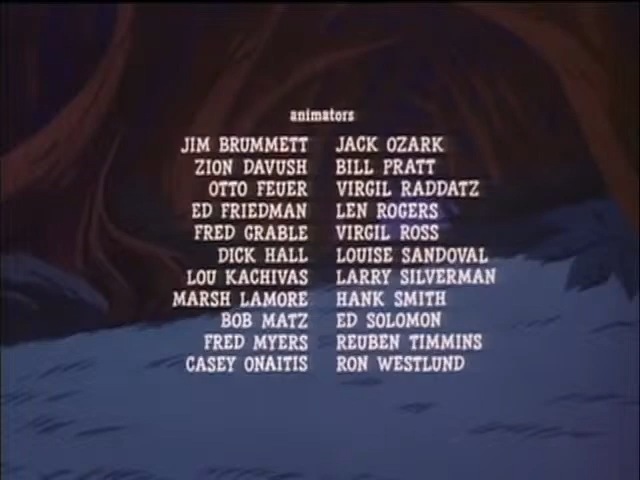 animators
JIM BRUMMETT JACK OZARK
ZION DAVUSH BILL PRATT
OTTO FEUER VIRGIL RADDATZ
ED FRIEDMAN LEN ROGERS
FRED GRABLE VIRGIL ROSS
DICK HALL LOUISE SANDOVAL
LOU KACHIVAS LARRY SILVERMAN
MARSH LAMORE HANK SMITH
BOB MATZ ED SOLOMON
FRED MYERS REUBEN TIMMINS
CASEY ONAITIS RON WESTLUND